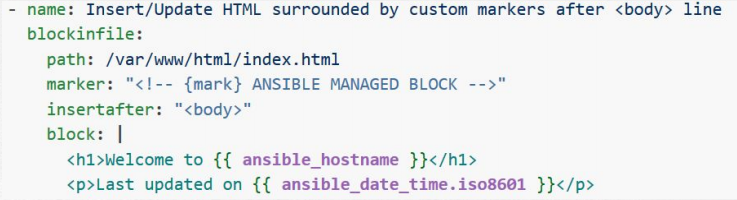 - name: Insert/Update HTML surrounded by custom markers after <body> line
  blockinfile:
    path: /var/www/html/index.html
    marker: "<!-- {mark} ANSIBLE MANAGED BLOCK -->"
    insertafter: "<body>"
    block: |
      <h1>Welcome to {{ ansible_hostname }}</h1>
      <p>Last updated on {{ ansible_date_time.iso8601 }}</p>